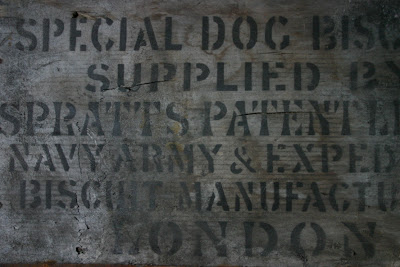 SPECIAL DOG BISC
SUPPLIED B
SPRATTS PATENT L
NAVY ARMY & EXPED
BISCUIT MANUFACTU
LONDON